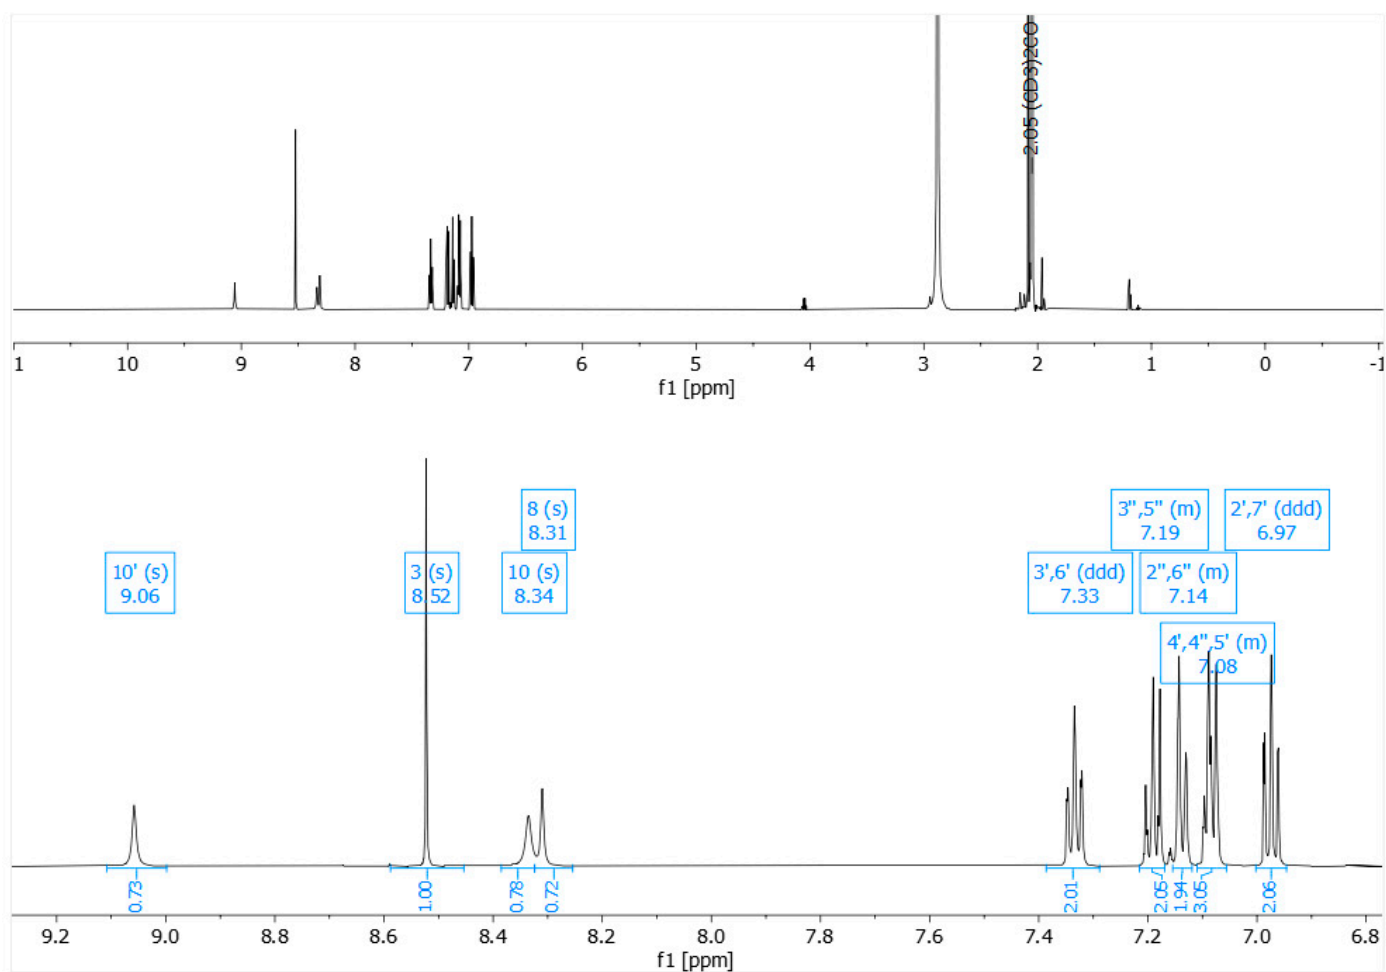 2.05 (CD3)2CO
1 10 9 8 7 6 5 4 3 2 1 0 -1
f1 [ppm]
8 (s)
8.31
3",5" (m)
7.19
2',7' (ddd)
6.97
10' (s)
9.06
3 (s)
8.52
10 (s)
8.34
3',6' (ddd)
7.33
2",6" (m)
7.14
4',4",5' (m)
7.08
0.73 1.00 0.78 0.72 2.01 2.05 1.94 3.05 2.06
9.2 9.0 8.8 8.6 8.4 8.2 8.0 7.8 7.6 7.4 7.2 7.0 6.8
f1 [ppm]